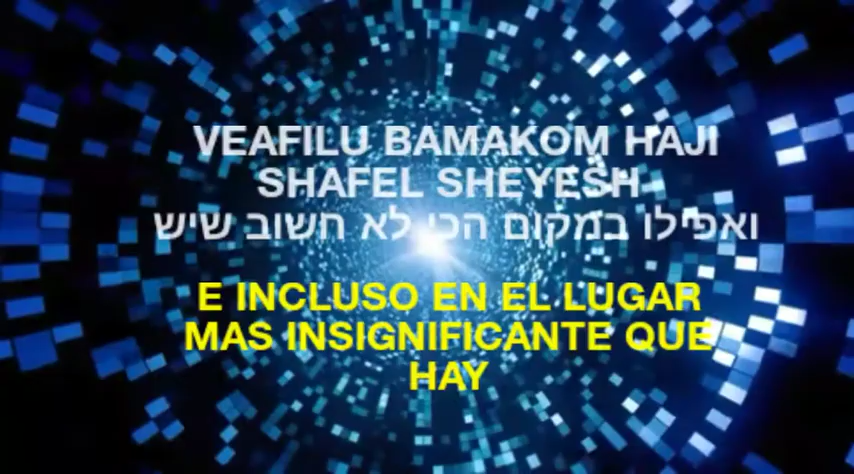 VEAFILU BAMAKOM HAJI
SHAFEL SHEYESH
ואפילו במקום הכי לא חשוב שיש
E INCLUSO EN EL LUGAR
MAS INSIGNIFICANTE QUE
HAY